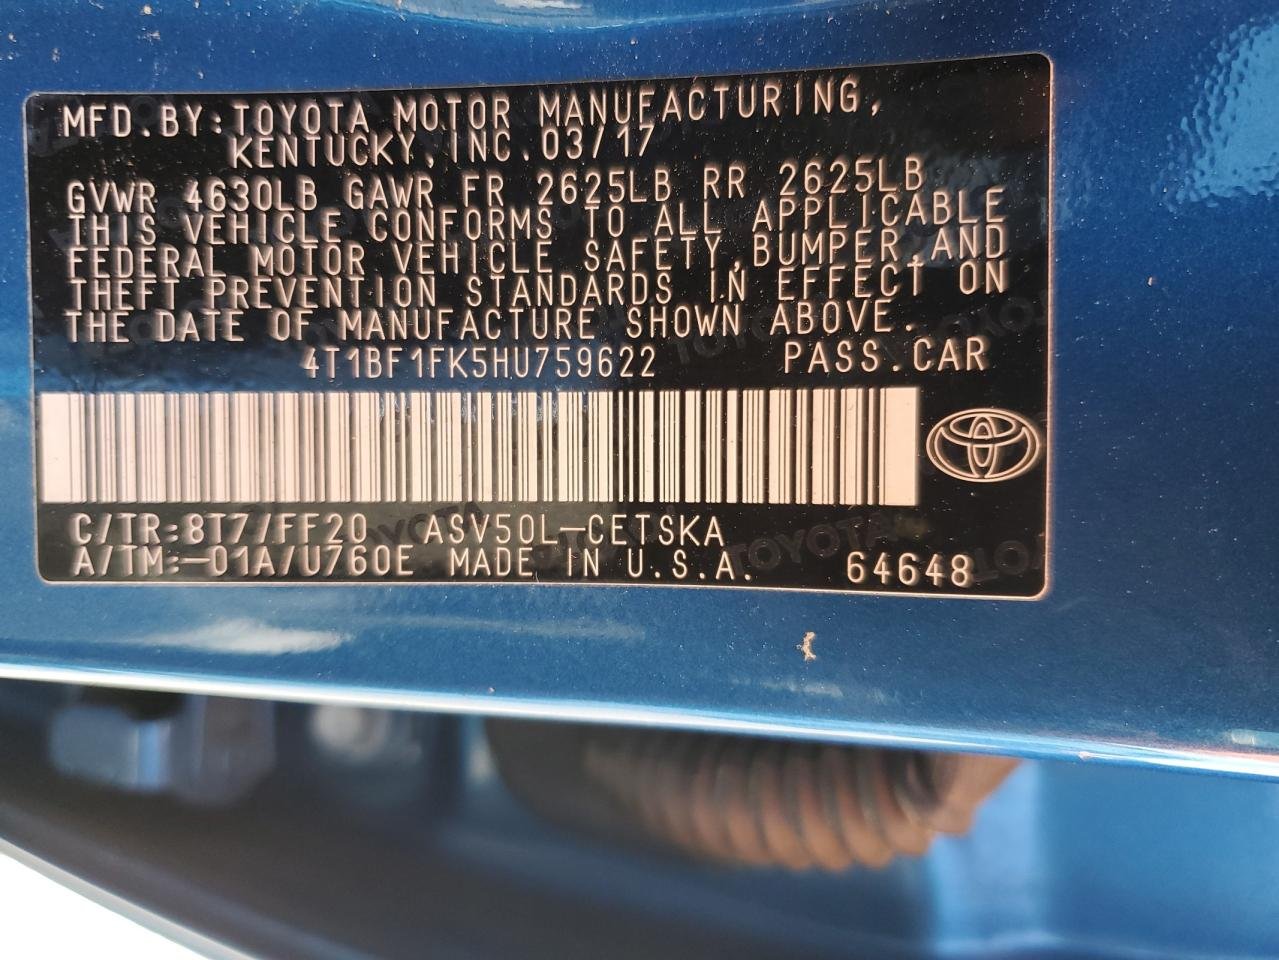 MFD.BY:TOYOTA MOTOR MANUFACTURING,
KENTUCKY,INC.03/17
GVWR 4630LB GAWR FR 2625LB RR 2625LB
THIS VEHICLE CONFORMS TO ALL APPLICABLE
FEDERAL MOTOR VEHICLE SAFETY,BUMPER,AND
THEFT PREVENTION STANDARDS IN EFFECT ON
THE DATE OF MANUFACTURE SHOWN ABOVE.
4T1BF1FK5HU759622 PASS.CAR
C/TR:8T7/FF20 ASV50L-CETSKA
A/TM:-01A/U760E MADE IN U.S.A. 64648